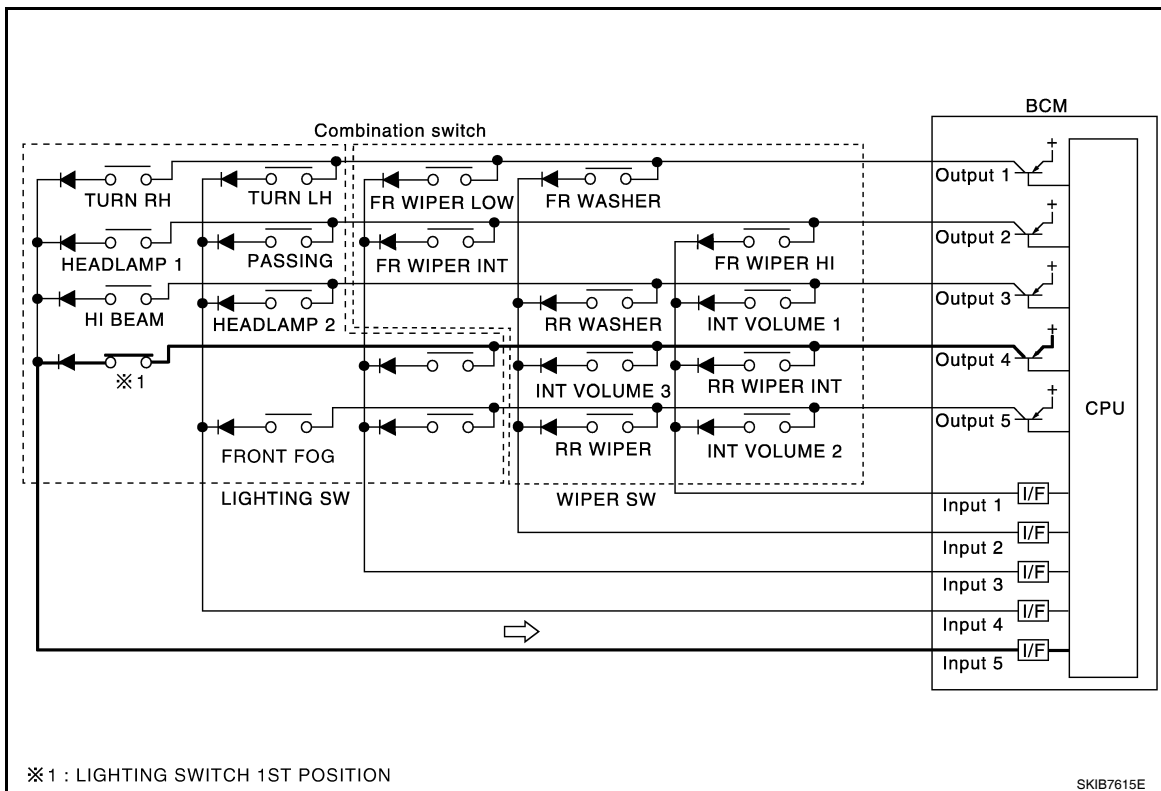 BCM
Combination switch
Output 1
TURN RH
TURN LH
FR WIPER LOW
FR WASHER
Output 2
HEADLAMP 1
PASSING
FR WIPER INT
FR WIPER HI
Output 3
HI BEAM
HEADLAMP 2
RR WASHER
INT VOLUME 1
Output 4
※1
INT VOLUME 3
RR WIPER INT
CPU
Output 5
FRONT FOG
RR WIPER
INT VOLUME 2
LIGHTING SW
WIPER SW
Input 1
I/F
Input 2
I/F
Input 3
I/F
Input 4
I/F
Input 5
I/F
※1 : LIGHTING SWITCH 1ST POSITION
SKIB7615E